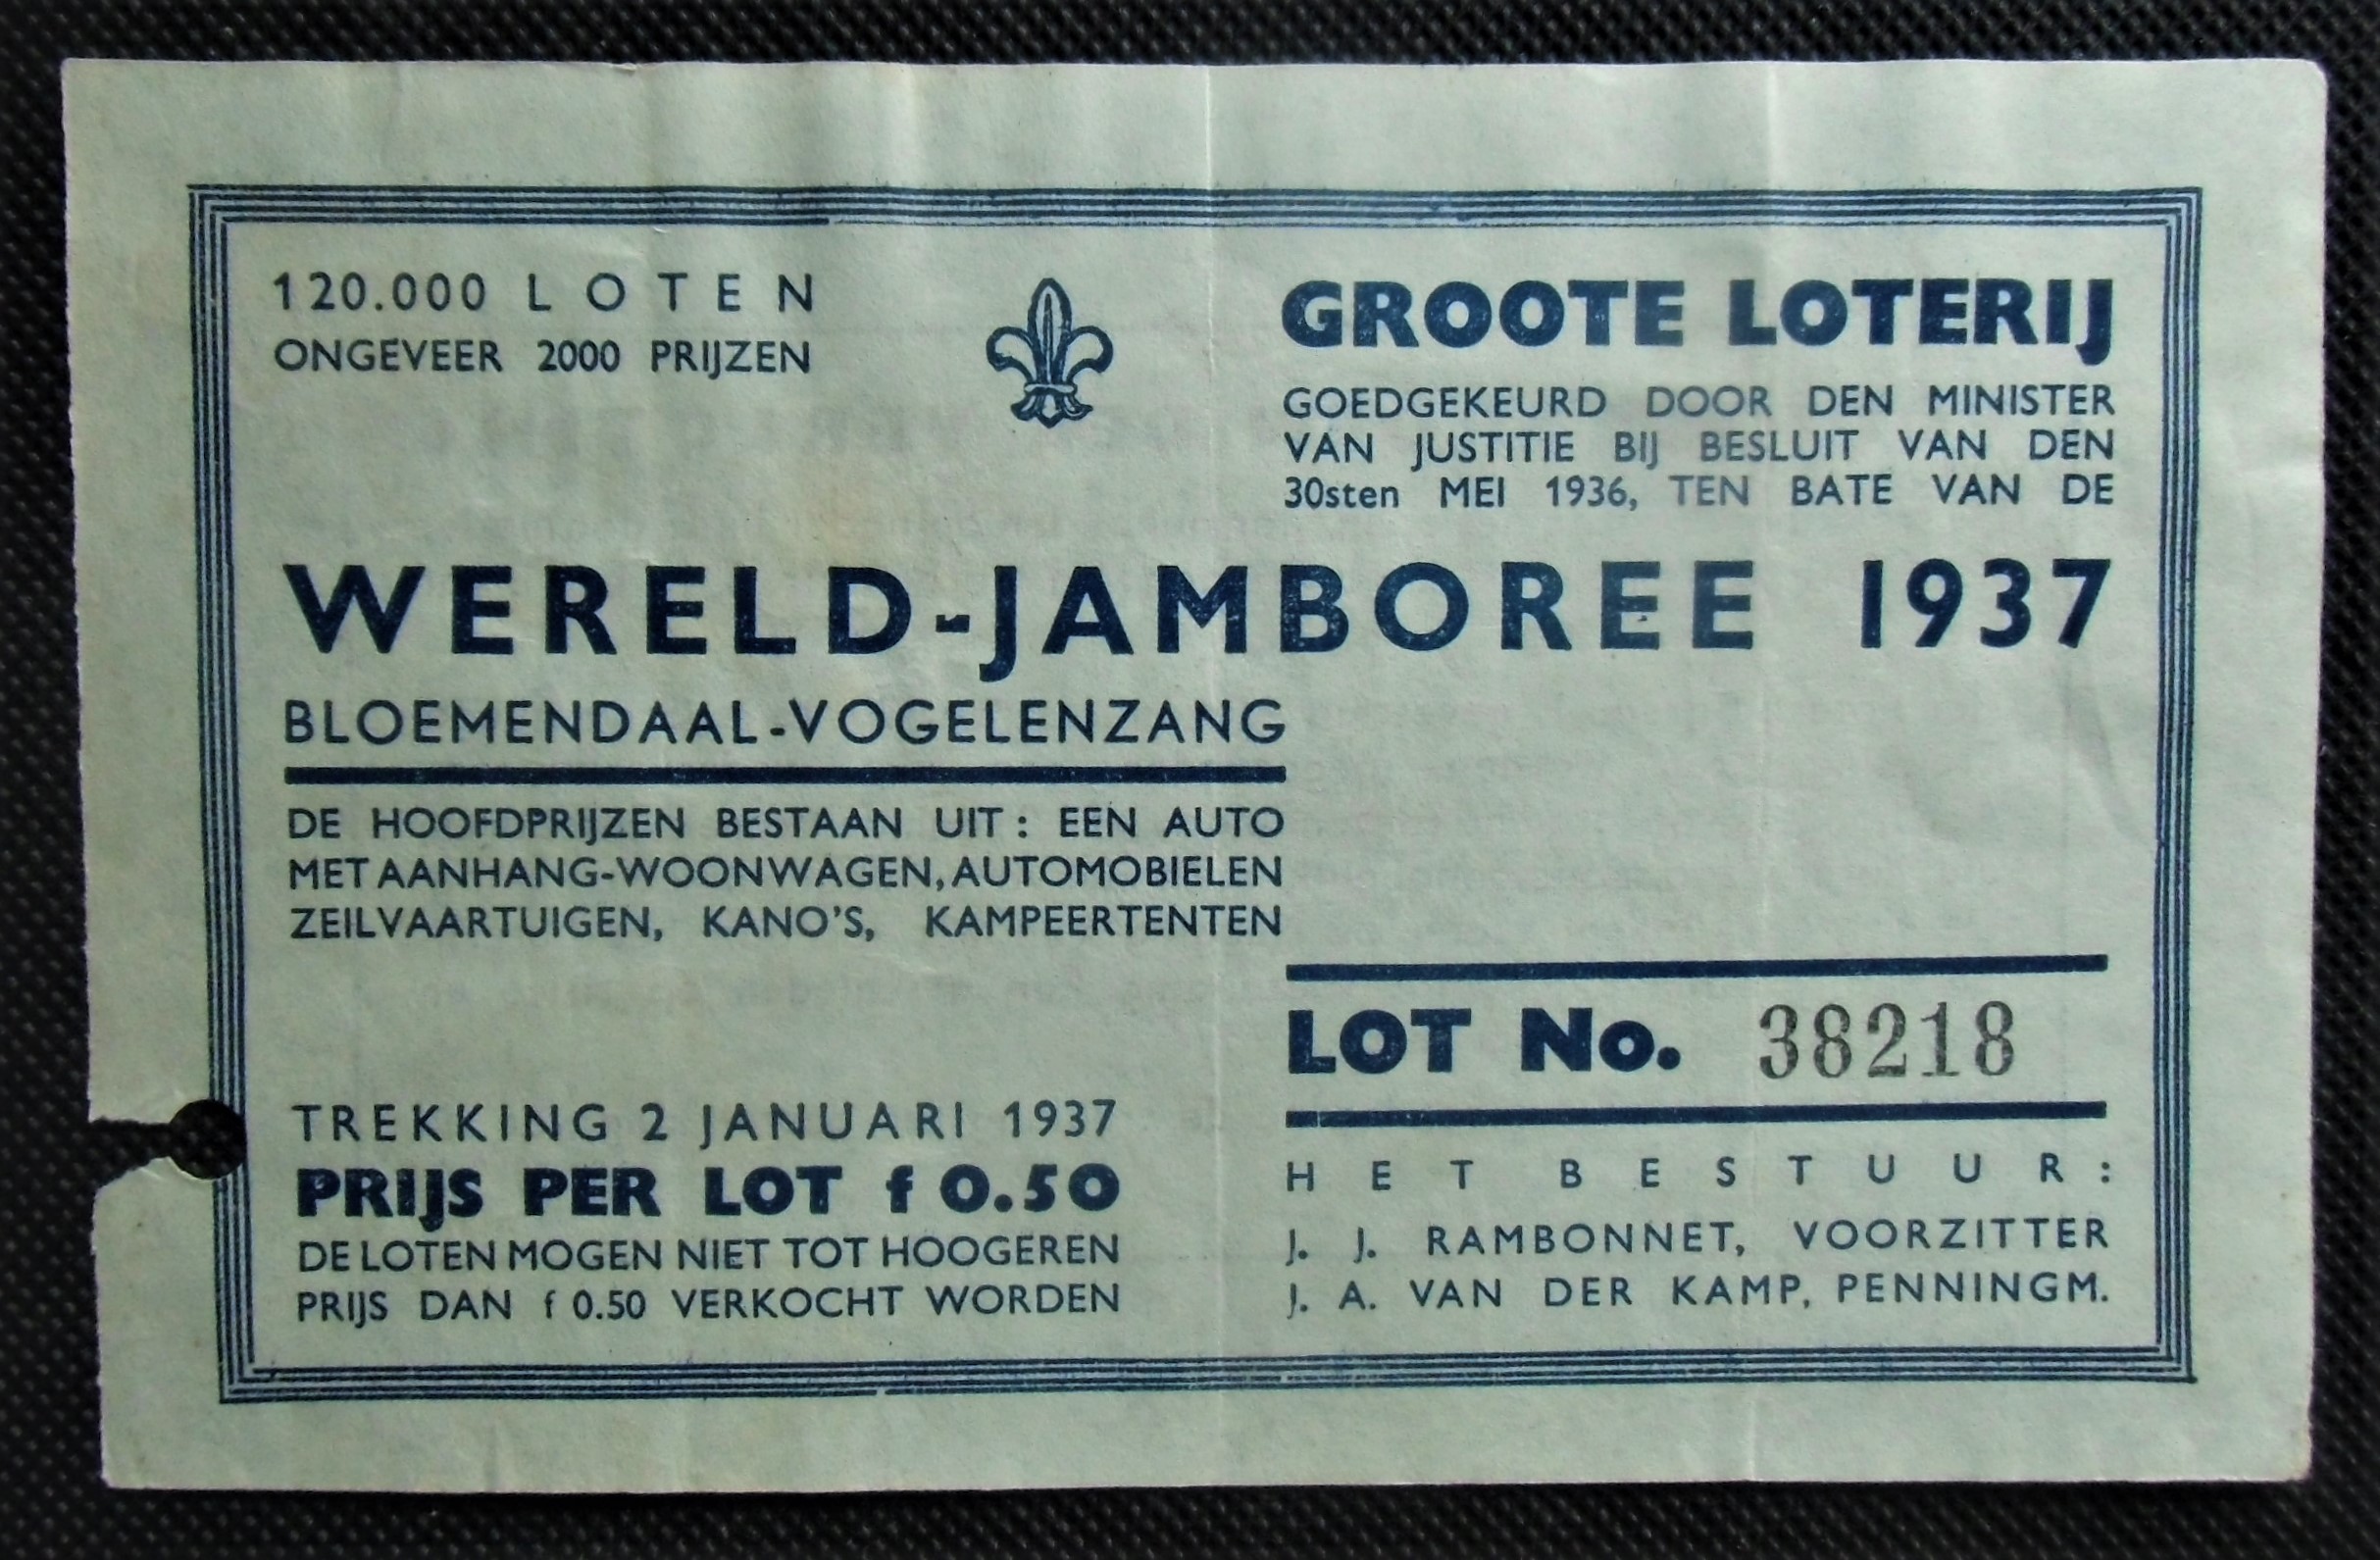 120.000 LOTEN
ONGEVEER 2000 PRIJZEN
GROOTE LOTERIJ
GOEDGEKEURD DOOR DEN MINISTER
VAN JUSTITIE BIJ BESLUIT VAN DEN
30sten MEI 1936, TEN BATE VAN DE
WERELD-JAMBOREE 1937
BLOEMENDAAL-VOGELENZANG
DE HOOFDPRIJZEN BESTAAN UIT: EEN AUTO
MET AANHANG-WOONWAGEN, AUTOMOBIELEN
ZEILVAARTUIGEN, KANO'S, KAMPEERTENTEN
TREKKING 2 JANUARI 1937
PRIJS PER LOT f 0.50
DE LOTEN MOGEN NIET TOT HOOGEREN
PRIJS DAN f 0.50 VERKOCHT WORDEN
LOT No. 38218
HET BESTUUR:
J. J. RAMBONNET, VOORZITTER
J. A. VAN DER KAMP, PENNINGM.